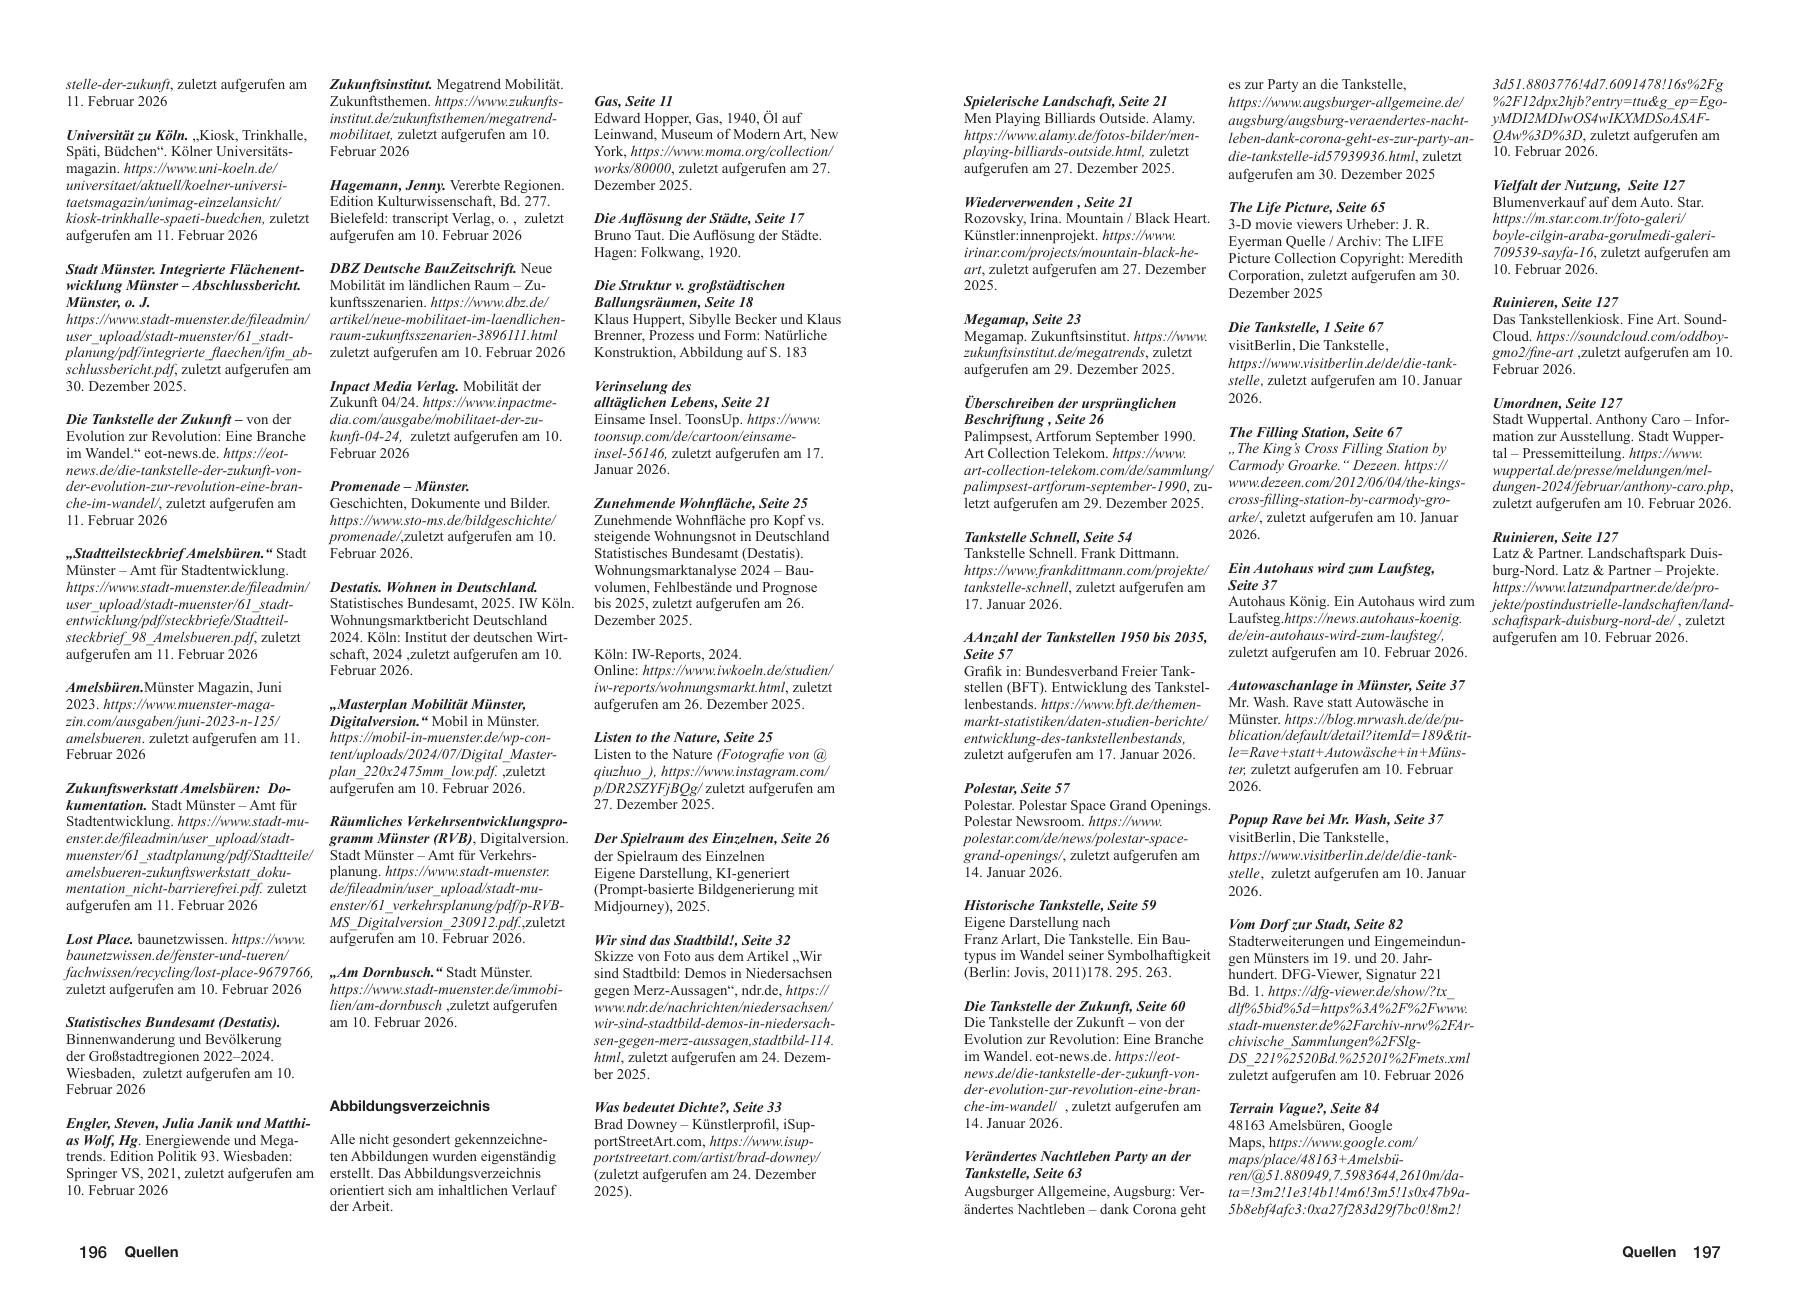 stelle-der-zukunft, zuletzt aufgerufen am
11. Februar 2026
Universität zu Köln. „Kiosk, Trinkhalle,
Späti, Büdchen“. Kölner Universitäts-
magazin. https://www.uni-koeln.de/
universitaet/aktuell/koelner-universi-
taetsmagazin/unimag-einzelansicht/
kiosk-trinkhalle-spaeti-buedchen, zuletzt
aufgerufen am 11. Februar 2026
Stadt Münster. Integrierte Flächenent-
wicklung Münster – Abschlussbericht.
Münster, o. J.
https://www.stadt-muenster.de/fileadmin/
user_upload/stadt-muenster/61_stadt-
planung/pdf/integrierte_flaechen/ifm_ab-
schlussbericht.pdf, zuletzt aufgerufen am
30. Dezember 2025.
Die Tankstelle der Zukunft – von der
Evolution zur Revolution: Eine Branche
im Wandel.“ eot-news.de. https://eot-
news.de/die-tankstelle-der-zukunft-von-
der-evolution-zur-revolution-eine-bran-
che-im-wandel/, zuletzt aufgerufen am
11. Februar 2026
„Stadtteilsteckbrief Amelsbüren.“ Stadt
Münster – Amt für Stadtentwicklung.
https://www.stadt-muenster.de/fileadmin/
user_upload/stadt-muenster/61_stadt-
entwicklung/pdf/steckbriefe/Stadtteil-
steckbrief_98_Amelsbueren.pdf, zuletzt
aufgerufen am 11. Februar 2026
Amelsbüren.Münster Magazin, Juni
2023. https://www.muenster-maga-
zin.com/ausgaben/juni-2023-n-125/
amelsbueren. zuletzt aufgerufen am 11.
Februar 2026
Zukunftswerkstatt Amelsbüren:  Do-
kumentation. Stadt Münster – Amt für
Stadtentwicklung. https://www.stadt-mu-
enster.de/fileadmin/user_upload/stadt-
muenster/61_stadtplanung/pdf/Stadtteile/
amelsbueren-zukunftswerkstatt_doku-
mentation_nicht-barrierefrei.pdf. zuletzt
aufgerufen am 11. Februar 2026
Lost Place. baunetzwissen. https://www.
baunetzwissen.de/fenster-und-tueren/
fachwissen/recycling/lost-place-9679766,
zuletzt aufgerufen am 10. Februar 2026
Statistisches Bundesamt (Destatis).
Binnenwanderung und Bevölkerung
der Großstadtregionen 2022–2024.
Wiesbaden,  zuletzt aufgerufen am 10.
Februar 2026
Engler, Steven, Julia Janik und Matthi-
as Wolf, Hg. Energiewende und Mega-
trends. Edition Politik 93. Wiesbaden:
Springer VS, 2021, zuletzt aufgerufen am
10. Februar 2026
Zukunftsinstitut. Megatrend Mobilität.
Zukunftsthemen. https://www.zukunfts-
institut.de/zukunftsthemen/megatrend-
mobilitaet, zuletzt aufgerufen am 10.
Februar 2026
Hagemann, Jenny. Vererbte Regionen.
Edition Kulturwissenschaft, Bd. 277.
Bielefeld: transcript Verlag, o. ,  zuletzt
aufgerufen am 10. Februar 2026
DBZ Deutsche BauZeitschrift. Neue
Mobilität im ländlichen Raum – Zu-
kunftsszenarien. https://www.dbz.de/
artikel/neue-mobilitaet-im-laendlichen-
raum-zukunftsszenarien-3896111.html
zuletzt aufgerufen am 10. Februar 2026
Inpact Media Verlag. Mobilität der
Zukunft 04/24. https://www.inpactme-
dia.com/ausgabe/mobilitaet-der-zu-
kunft-04-24,  zuletzt aufgerufen am 10.
Februar 2026
Promenade – Münster.
Geschichten, Dokumente und Bilder.
https://www.sto-ms.de/bildgeschichte/
promenade/,zuletzt aufgerufen am 10.
Februar 2026.
Destatis. Wohnen in Deutschland.
Statistisches Bundesamt, 2025. IW Köln.
Wohnungsmarktbericht Deutschland
2024. Köln: Institut der deutschen Wirt-
schaft, 2024 ,zuletzt aufgerufen am 10.
Februar 2026.
„Masterplan Mobilität Münster,
Digitalversion.“ Mobil in Münster.
https://mobil-in-muenster.de/wp-con-
tent/uploads/2024/07/Digital_Master-
plan_220x2475mm_low.pdf. ,zuletzt
aufgerufen am 10. Februar 2026.
Räumliches Verkehrsentwicklungspro-
gramm Münster (RVB), Digitalversion.
Stadt Münster – Amt für Verkehrs-
planung. https://www.stadt-muenster.
de/fileadmin/user_upload/stadt-mu-
enster/61_verkehrsplanung/pdf/p-RVB-
MS_Digitalversion_230912.pdf.,zuletzt
aufgerufen am 10. Februar 2026.
„Am Dornbusch.“ Stadt Münster.
https://www.stadt-muenster.de/immobi-
lien/am-dornbusch ,zuletzt aufgerufen
am 10. Februar 2026.
Abbildungsverzeichnis
Alle nicht gesondert gekennzeichne-
ten Abbildungen wurden eigenständig
erstellt. Das Abbildungsverzeichnis
orientiert sich am inhaltlichen Verlauf
der Arbeit.
Gas, Seite 11
Edward Hopper, Gas, 1940, Öl auf
Leinwand, Museum of Modern Art, New
York, https://www.moma.org/collection/
works/80000, zuletzt aufgerufen am 27.
Dezember 2025.
Die Auflösung der Städte, Seite 17
Bruno Taut. Die Auflösung der Städte.
Hagen: Folkwang, 1920.
Die Struktur v. großstädtischen
Ballungsräumen, Seite 18
Klaus Huppert, Sibylle Becker und Klaus
Brenner, Prozess und Form: Natürliche
Konstruktion, Abbildung auf S. 183
Verinselung des
alltäglichen Lebens, Seite 21
Einsame Insel. ToonsUp. https://www.
toonsup.com/de/cartoon/einsame-
insel-56146, zuletzt aufgerufen am 17.
Januar 2026.
Zunehmende Wohnfläche, Seite 25
Zunehmende Wohnfläche pro Kopf vs.
steigende Wohnungsnot in Deutschland
Statistisches Bundesamt (Destatis).
Wohnungsmarktanalyse 2024 – Bau-
volumen, Fehlbestände und Prognose
bis 2025, zuletzt aufgerufen am 26.
Dezember 2025.
Köln: IW-Reports, 2024.
Online: https://www.iwkoeln.de/studien/
iw-reports/wohnungsmarkt.html, zuletzt
aufgerufen am 26. Dezember 2025.
Listen to the Nature, Seite 25
Listen to the Nature (Fotografie von @
qiuzhuo_), https://www.instagram.com/
p/DR2SZYFjBQg/ zuletzt aufgerufen am
27. Dezember 2025.
Der Spielraum des Einzelnen, Seite 26
der Spielraum des Einzelnen
Eigene Darstellung, KI-generiert
(Prompt-basierte Bildgenerierung mit
Midjourney), 2025.
Wir sind das Stadtbild!, Seite 32
Skizze von Foto aus dem Artikel „Wir
sind Stadtbild: Demos in Niedersachsen
gegen Merz-Aussagen“, ndr.de, https://
www.ndr.de/nachrichten/niedersachsen/
wir-sind-stadtbild-demos-in-niedersach-
sen-gegen-merz-aussagen,stadtbild-114.
html, zuletzt aufgerufen am 24. Dezem-
ber 2025.
Was bedeutet Dichte?, Seite 33
Brad Downey – Künstlerprofil, iSup-
portStreetArt.com, https://www.isup-
portstreetart.com/artist/brad-downey/
(zuletzt aufgerufen am 24. Dezember
2025).
196 Quellen
Spielerische Landschaft, Seite 21
Men Playing Billiards Outside. Alamy.
https://www.alamy.de/fotos-bilder/men-
playing-billiards-outside.html, zuletzt
aufgerufen am 27. Dezember 2025.
Wiederverwenden , Seite 21
Rozovsky, Irina. Mountain / Black Heart.
Künstler:innenprojekt. https://www.
irinar.com/projects/mountain-black-he-
art, zuletzt aufgerufen am 27. Dezember
2025.
Megamap, Seite 23
Megamap. Zukunftsinstitut. https://www.
zukunftsinstitut.de/megatrends, zuletzt
aufgerufen am 29. Dezember 2025.
Überschreiben der ursprünglichen
Beschriftung , Seite 26
Palimpsest, Artforum September 1990.
Art Collection Telekom. https://www.
art-collection-telekom.com/de/sammlung/
palimpsest-artforum-september-1990, zu-
letzt aufgerufen am 29. Dezember 2025.
Tankstelle Schnell, Seite 54
Tankstelle Schnell. Frank Dittmann.
https://www.frankdittmann.com/projekte/
tankstelle-schnell, zuletzt aufgerufen am
17. Januar 2026.
AAnzahl der Tankstellen 1950 bis 2035,
Seite 57
Grafik in: Bundesverband Freier Tank-
stellen (BFT). Entwicklung des Tankstel-
lenbestands. https://www.bft.de/themen-
markt-statistiken/daten-studien-berichte/
entwicklung-des-tankstellenbestands,
zuletzt aufgerufen am 17. Januar 2026.
Polestar, Seite 57
Polestar. Polestar Space Grand Openings.
Polestar Newsroom. https://www.
polestar.com/de/news/polestar-space-
grand-openings/, zuletzt aufgerufen am
14. Januar 2026.
Historische Tankstelle, Seite 59
Eigene Darstellung nach
Franz Arlart, Die Tankstelle. Ein Bau-
typus im Wandel seiner Symbolhaftigkeit
(Berlin: Jovis, 2011)178. 295. 263.
Die Tankstelle der Zukunft, Seite 60
Die Tankstelle der Zukunft – von der
Evolution zur Revolution: Eine Branche
im Wandel. eot-news.de. https://eot-
news.de/die-tankstelle-der-zukunft-von-
der-evolution-zur-revolution-eine-bran-
che-im-wandel/  , zuletzt aufgerufen am
14. Januar 2026.
Verändertes Nachtleben Party an der
Tankstelle, Seite 63
Augsburger Allgemeine, Augsburg: Ver-
ändertes Nachtleben – dank Corona geht
es zur Party an die Tankstelle,
https://www.augsburger-allgemeine.de/
augsburg/augsburg-veraendertes-nacht-
leben-dank-corona-geht-es-zur-party-an-
die-tankstelle-id57939936.html, zuletzt
aufgerufen am 30. Dezember 2025
The Life Picture, Seite 65
3-D movie viewers Urheber: J. R.
Eyerman Quelle / Archiv: The LIFE
Picture Collection Copyright: Meredith
Corporation, zuletzt aufgerufen am 30.
Dezember 2025
Die Tankstelle, 1 Seite 67
visitBerlin, Die Tankstelle,
https://www.visitberlin.de/de/die-tank-
stelle, zuletzt aufgerufen am 10. Januar
2026.
The Filling Station, Seite 67
„The King’s Cross Filling Station by
Carmody Groarke.“ Dezeen. https://
www.dezeen.com/2012/06/04/the-kings-
cross-filling-station-by-carmody-gro-
arke/, zuletzt aufgerufen am 10. Januar
2026.
Ein Autohaus wird zum Laufsteg,
Seite 37
Autohaus König. Ein Autohaus wird zum
Laufsteg.https://news.autohaus-koenig.
de/ein-autohaus-wird-zum-laufsteg/,
zuletzt aufgerufen am 10. Februar 2026.
Autowaschanlage in Münster, Seite 37
Mr. Wash. Rave statt Autowäsche in
Münster. https://blog.mrwash.de/de/pu-
blication/default/detail?itemId=189&tit-
le=Rave+statt+Autowäsche+in+Müns-
ter, zuletzt aufgerufen am 10. Februar
2026.
Popup Rave bei Mr. Wash, Seite 37
visitBerlin, Die Tankstelle,
https://www.visitberlin.de/de/die-tank-
stelle,  zuletzt aufgerufen am 10. Januar
2026.
Vom Dorf zur Stadt, Seite 82
Stadterweiterungen und Eingemeindun-
gen Münsters im 19. und 20. Jahr-
hundert. DFG-Viewer, Signatur 221
Bd. 1. https://dfg-viewer.de/show/?tx_
dlf%5bid%5d=https%3A%2F%2Fwww.
stadt-muenster.de%2Farchiv-nrw%2FAr-
chivische_Sammlungen%2FSlg-
DS_221%2520Bd.%25201%2Fmets.xml
zuletzt aufgerufen am 10. Februar 2026
Terrain Vague?, Seite 84
48163 Amelsbüren, Google
Maps, https://www.google.com/
maps/place/48163+Amelsbü-
ren/@51.880949,7.5983644,2610m/da-
ta=!3m2!1e3!4b1!4m6!3m5!1s0x47b9a-
5b8ebf4afc3:0xa27f283d29f7bc0!8m2!
3d51.8803776!4d7.6091478!16s%2Fg
%2F12dpx2hjb?entry=ttu&g_ep=Ego-
yMDI2MDIwOS4wIKXMDSoASAF-
QAw%3D%3D, zuletzt aufgerufen am
10. Februar 2026.
Vielfalt der Nutzung,  Seite 127
Blumenverkauf auf dem Auto. Star.
https://m.star.com.tr/foto-galeri/
boyle-cilgin-araba-gorulmedi-galeri-
709539-sayfa-16, zuletzt aufgerufen am
10. Februar 2026.
Ruinieren, Seite 127
Das Tankstellenkiosk. Fine Art. Sound-
Cloud. https://soundcloud.com/oddboy-
gmo2/fine-art ,zuletzt aufgerufen am 10.
Februar 2026.
Umordnen, Seite 127
Stadt Wuppertal. Anthony Caro – Infor-
mation zur Ausstellung. Stadt Wupper-
tal – Pressemitteilung. https://www.
wuppertal.de/presse/meldungen/mel-
dungen-2024/februar/anthony-caro.php,
zuletzt aufgerufen am 10. Februar 2026.
Ruinieren, Seite 127
Latz & Partner. Landschaftspark Duis-
burg-Nord. Latz & Partner – Projekte.
https://www.latzundpartner.de/de/pro-
jekte/postindustrielle-landschaften/land-
schaftspark-duisburg-nord-de/ , zuletzt
aufgerufen am 10. Februar 2026.
Quellen 197